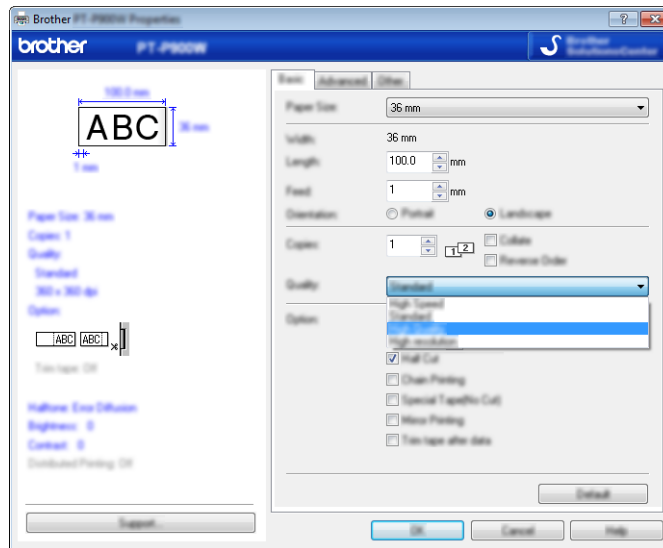 Brother PT-P900W Properties
brother PT-P900W Brother SolutionsCenter
Basic Advanced Other
100.0 mm
ABC
36 mm
1 mm
Paper Size: 36 mm
Copies: 1
Quality:
Standard
360 x 360 dpi
Option:
ABC ABC
Trim tape: Off
Halftone: Error Diffusion
Brightness: 0
Contrast: 0
Distributed Printing: Off
Support...
Paper Size: 36 mm
Width: 36 mm
Length: 100.0 mm
Feed: 1 mm
Orientation: Portrait Landscape
Copies: 1 1 2 Collate
Reverse Order
Quality: Standard
High Speed
Standard
High Quality
High resolution
Option:
Half Cut
Chain Printing
Special Tape(No Cut)
Mirror Printing
Trim tape after data
Default
OK Cancel Help